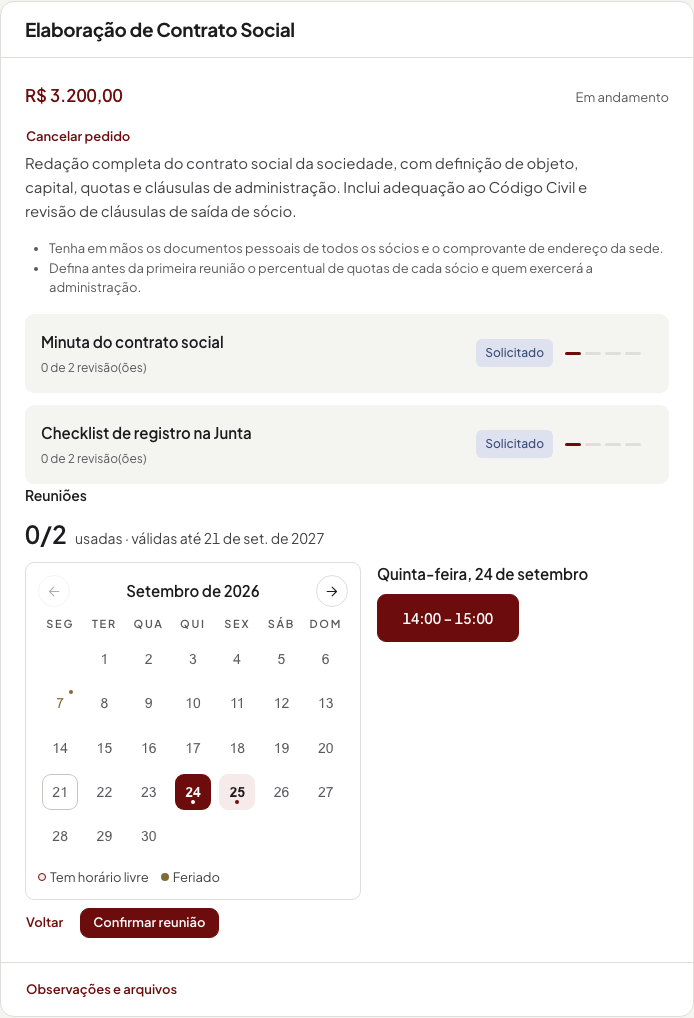 Elaboração de Contrato Social
R$ 3.200,00
Em andamento
Cancelar pedido
Redação completa do contrato social da sociedade, com definição de objeto,
capital, quotas e cláusulas de administração. Inclui adequação ao Código Civil e
revisão de cláusulas de saída de sócio.
Tenha em mãos os documentos pessoais de todos os sócios e o comprovante de endereço da sede.
Defina antes da primeira reunião o percentual de quotas de cada sócio e quem exercerá a
administração.
Minuta do contrato social
0 de 2 revisão(ões)
Solicitado
Checklist de registro na Junta
0 de 2 revisão(ões)
Solicitado
Reuniões
0/2 usadas · válidas até 21 de set. de 2027
← Setembro de 2026 →
SEG TER QUA QUI SEX SÁB DOM
1 2 3 4 5 6
7 8 9 10 11 12 13
14 15 16 17 18 19 20
21 22 23 24 25 26 27
28 29 30
Tem horário livre Feriado
Quinta-feira, 24 de setembro
14:00 – 15:00
Voltar Confirmar reunião
Observações e arquivos